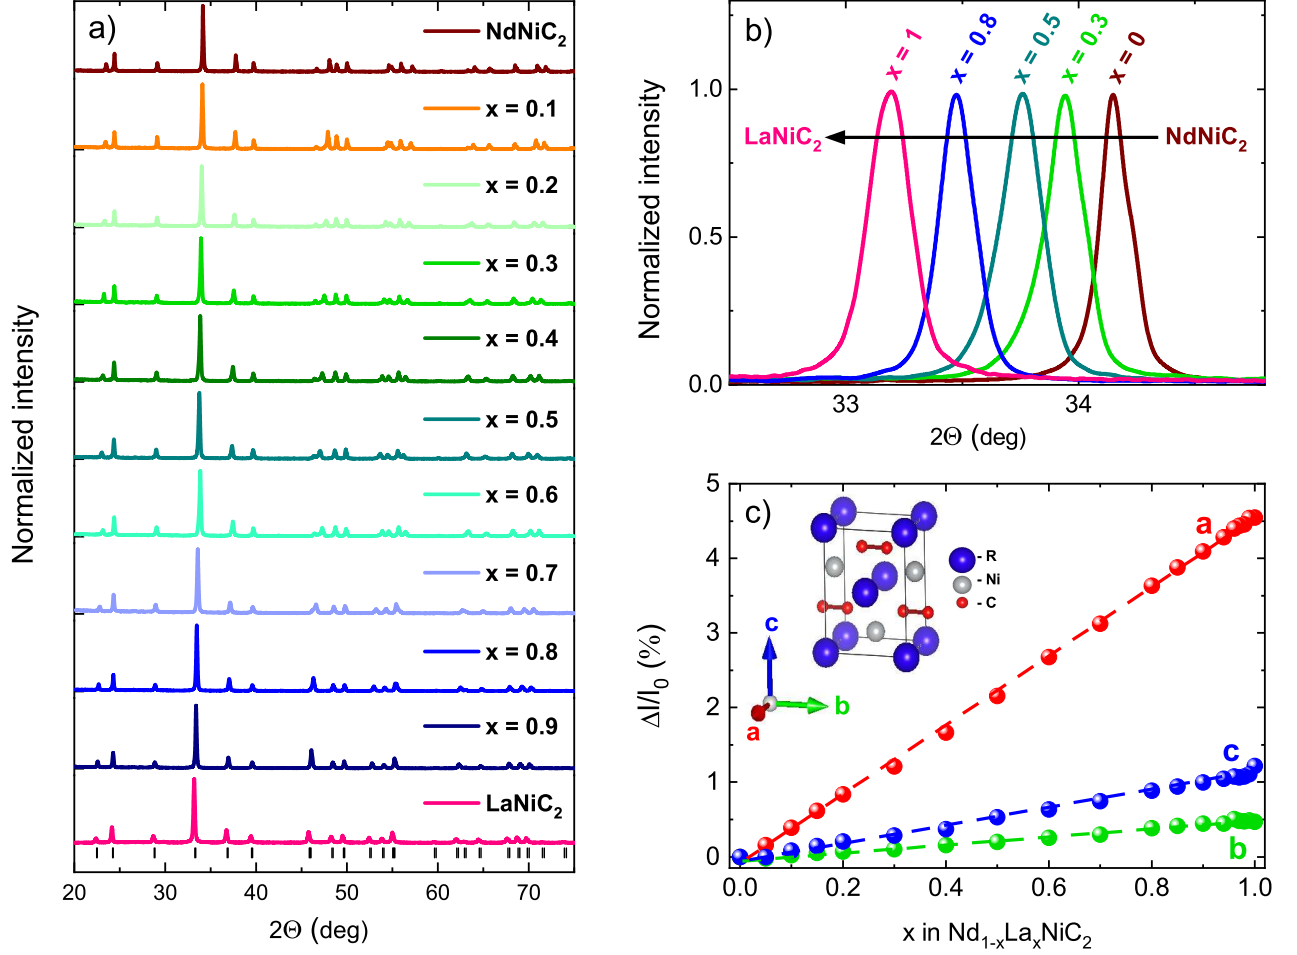 a)
NdNiC2
x = 0.1
x = 0.2
x = 0.3
x = 0.4
x = 0.5
x = 0.6
x = 0.7
x = 0.8
x = 0.9
LaNiC2
Normalized intensity
20 30 40 50 60 70
2Θ (deg)
b)
x = 1
x = 0.8
x = 0.5
x = 0.3
x = 0
LaNiC2
NdNiC2
1.0
0.5
0.0
Normalized intensity
33 34
2Θ (deg)
c)
- R
- Ni
- C
c
b
a
a
c
b
5
4
3
2
1
0
Δl/l0 (%)
0.0 0.2 0.4 0.6 0.8 1.0
x in Nd1-xLaxNiC2